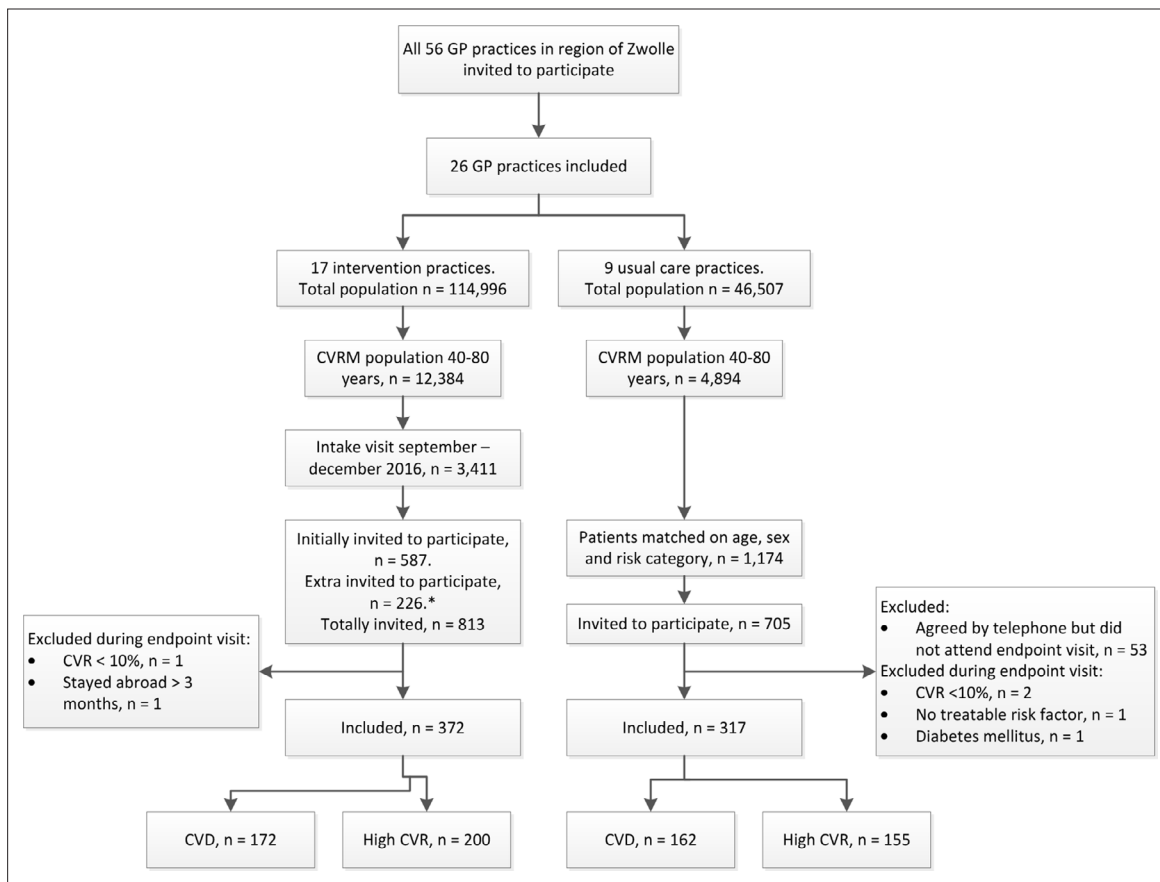 All 56 GP practices in region of Zwolle
invited to participate
26 GP practices included
17 intervention practices.
Total population n = 114,996
9 usual care practices.
Total population n = 46,507
CVRM population 40-80
years, n = 12,384
CVRM population 40-80
years, n = 4,894
Intake visit september –
december 2016, n = 3,411
Initially invited to participate,
n = 587.
Extra invited to participate,
n = 226.*
Totally invited, n = 813
Patients matched on age, sex
and risk category, n = 1,174
Invited to participate, n = 705
Excluded during endpoint visit:
• CVR < 10%, n = 1
• Stayed abroad > 3
months, n = 1
Excluded:
• Agreed by telephone but did
not attend endpoint visit, n = 53
Excluded during endpoint visit:
• CVR <10%, n = 2
• No treatable risk factor, n = 1
• Diabetes mellitus, n = 1
Included, n = 372
Included, n = 317
CVD, n = 172
High CVR, n = 200
CVD, n = 162
High CVR, n = 155